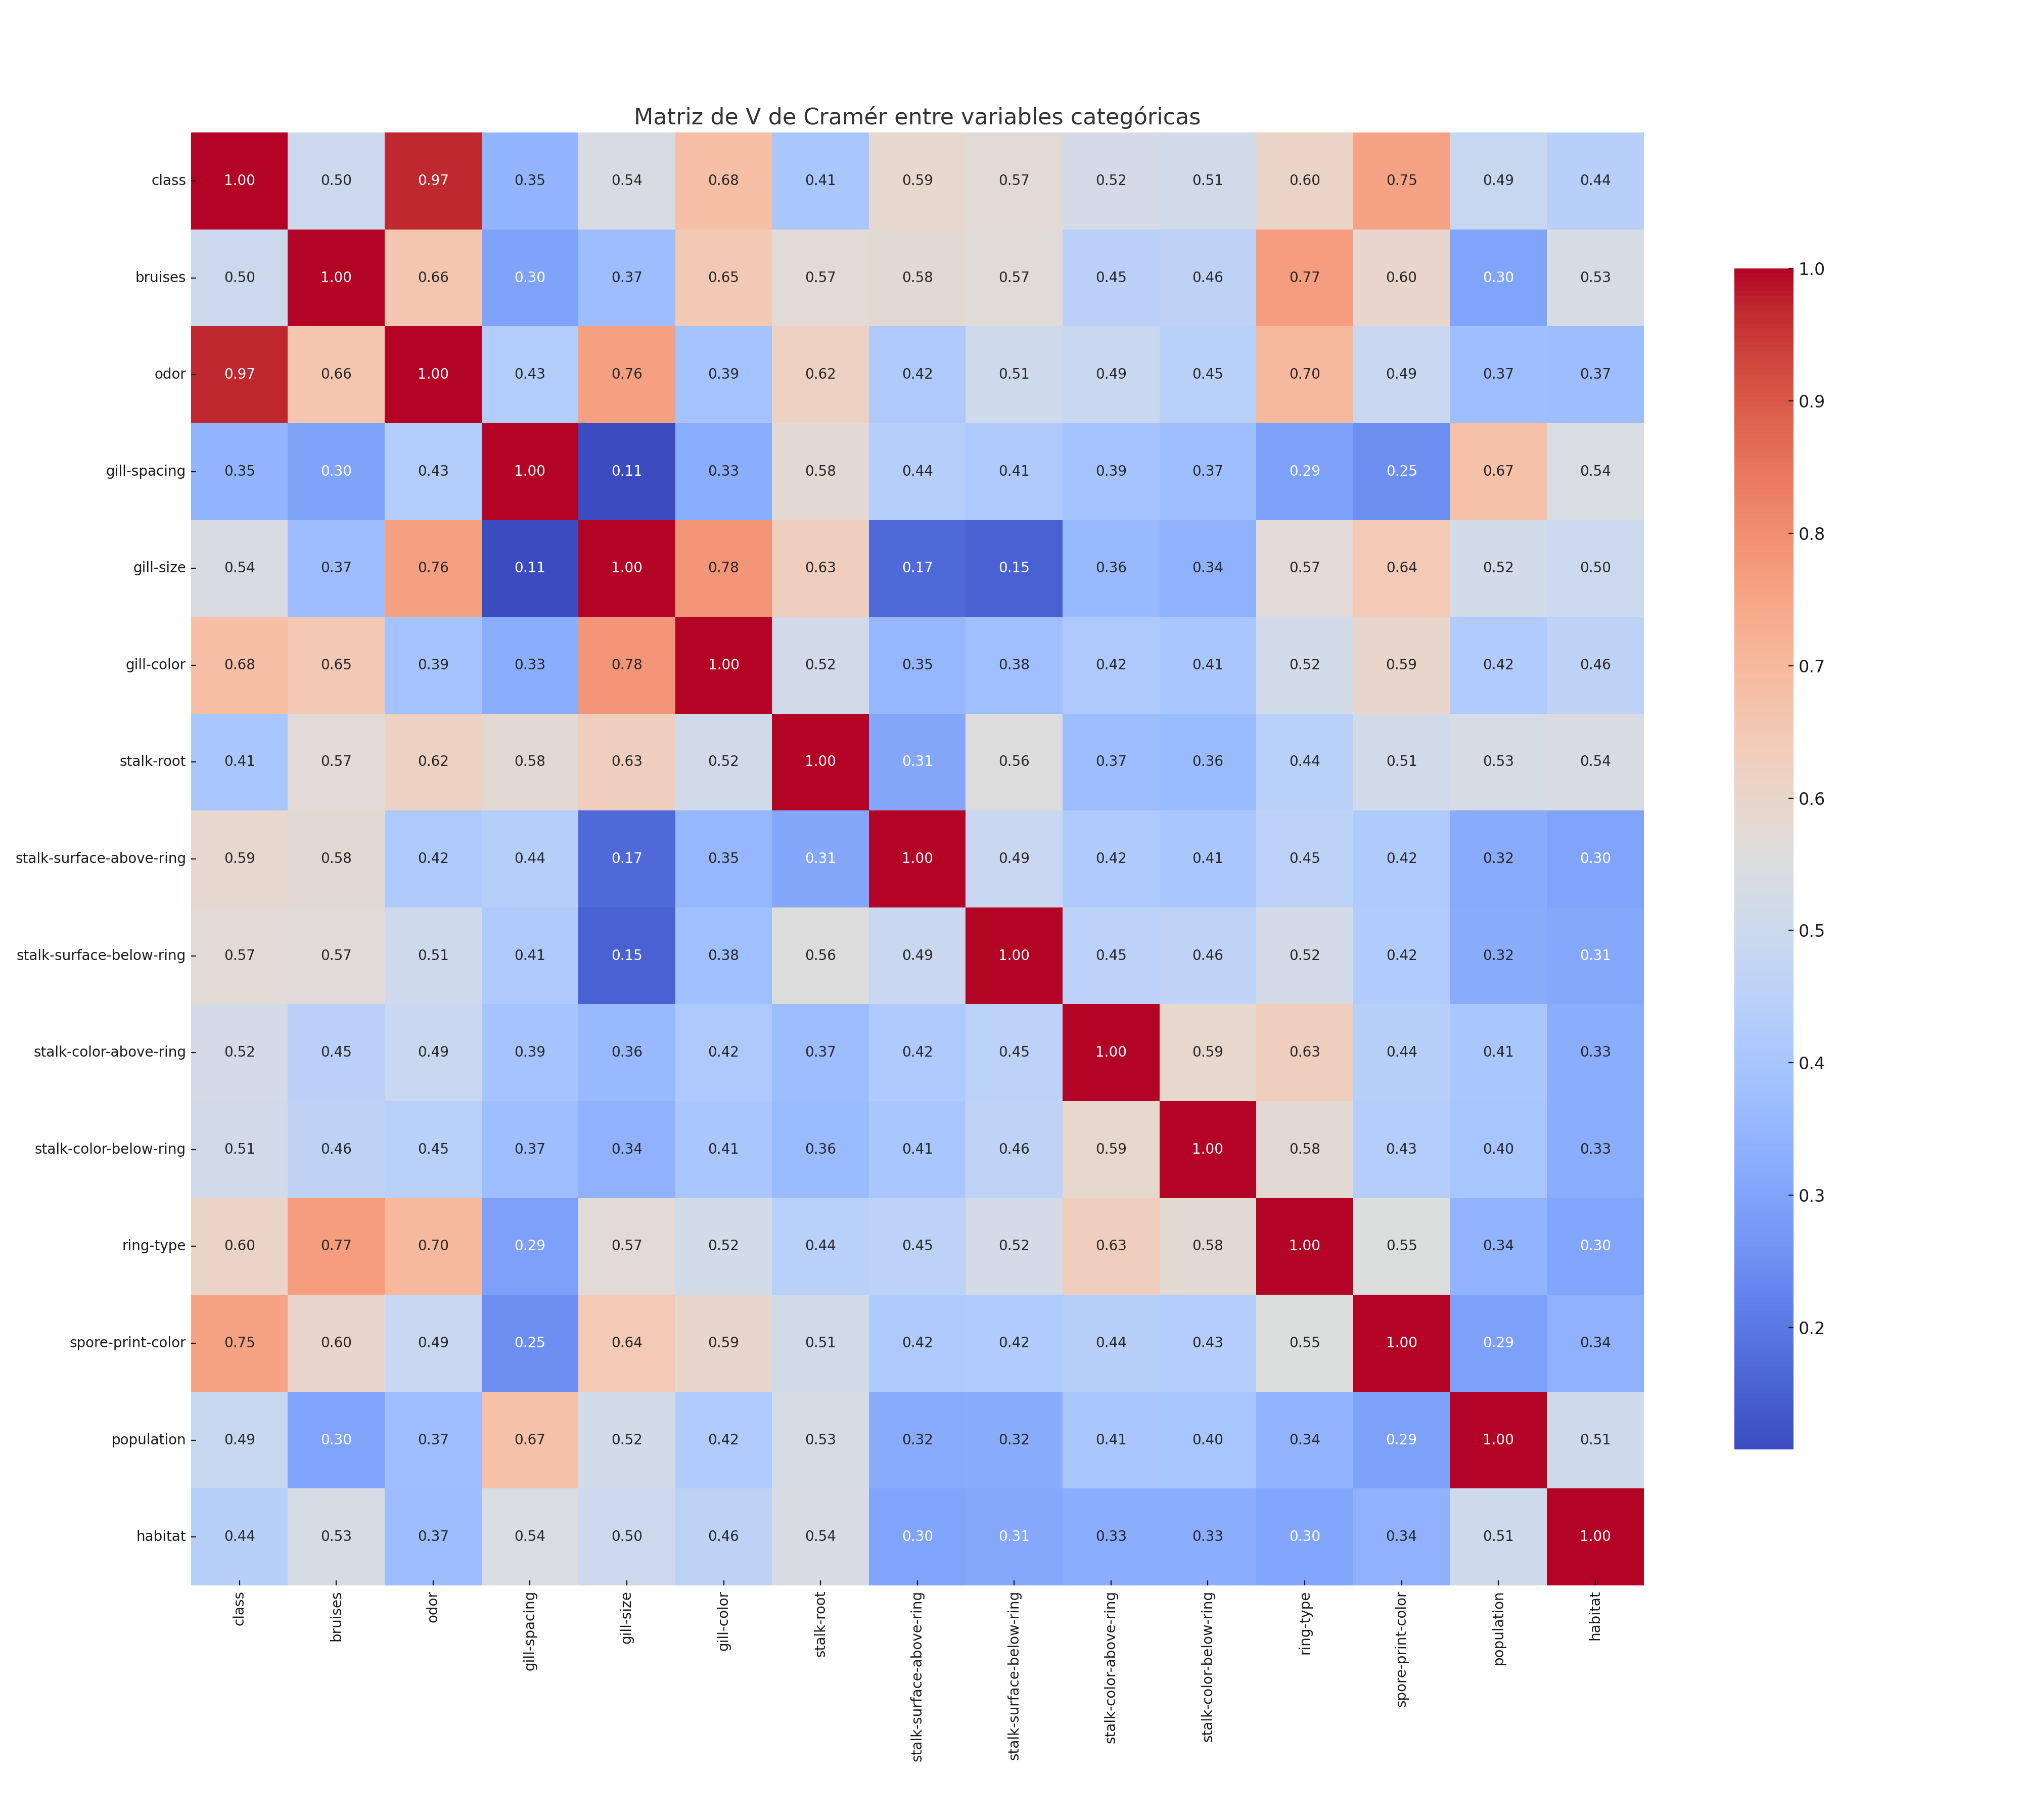 Matriz de V de Cramér entre variables categóricas
class 1.00 0.50 0.97 0.35 0.54 0.68 0.41 0.59 0.57 0.52 0.51 0.60 0.75 0.49 0.44
bruises 0.50 1.00 0.66 0.30 0.37 0.65 0.57 0.58 0.57 0.45 0.46 0.77 0.60 0.30 0.53
odor 0.97 0.66 1.00 0.43 0.76 0.39 0.62 0.42 0.51 0.49 0.45 0.70 0.49 0.37 0.37
gill-spacing 0.35 0.30 0.43 1.00 0.11 0.33 0.58 0.44 0.41 0.39 0.37 0.29 0.25 0.67 0.54
gill-size 0.54 0.37 0.76 0.11 1.00 0.78 0.63 0.17 0.15 0.36 0.34 0.57 0.64 0.52 0.50
gill-color 0.68 0.65 0.39 0.33 0.78 1.00 0.52 0.35 0.38 0.42 0.41 0.52 0.59 0.42 0.46
stalk-root 0.41 0.57 0.62 0.58 0.63 0.52 1.00 0.31 0.56 0.37 0.36 0.44 0.51 0.53 0.54
stalk-surface-above-ring 0.59 0.58 0.42 0.44 0.17 0.35 0.31 1.00 0.49 0.42 0.41 0.45 0.42 0.32 0.30
stalk-surface-below-ring 0.57 0.57 0.51 0.41 0.15 0.38 0.56 0.49 1.00 0.45 0.46 0.52 0.42 0.32 0.31
stalk-color-above-ring 0.52 0.45 0.49 0.39 0.36 0.42 0.37 0.42 0.45 1.00 0.59 0.63 0.44 0.41 0.33
stalk-color-below-ring 0.51 0.46 0.45 0.37 0.34 0.41 0.36 0.41 0.46 0.59 1.00 0.58 0.43 0.40 0.33
ring-type 0.60 0.77 0.70 0.29 0.57 0.52 0.44 0.45 0.52 0.63 0.58 1.00 0.55 0.34 0.30
spore-print-color 0.75 0.60 0.49 0.25 0.64 0.59 0.51 0.42 0.42 0.44 0.43 0.55 1.00 0.29 0.34
population 0.49 0.30 0.37 0.67 0.52 0.42 0.53 0.32 0.32 0.41 0.40 0.34 0.29 1.00 0.51
habitat 0.44 0.53 0.37 0.54 0.50 0.46 0.54 0.30 0.31 0.33 0.33 0.30 0.34 0.51 1.00
class
bruises
odor
gill-spacing
gill-size
gill-color
stalk-root
stalk-surface-above-ring
stalk-surface-below-ring
stalk-color-above-ring
stalk-color-below-ring
ring-type
spore-print-color
population
habitat
1.0
0.9
0.8
0.7
0.6
0.5
0.4
0.3
0.2